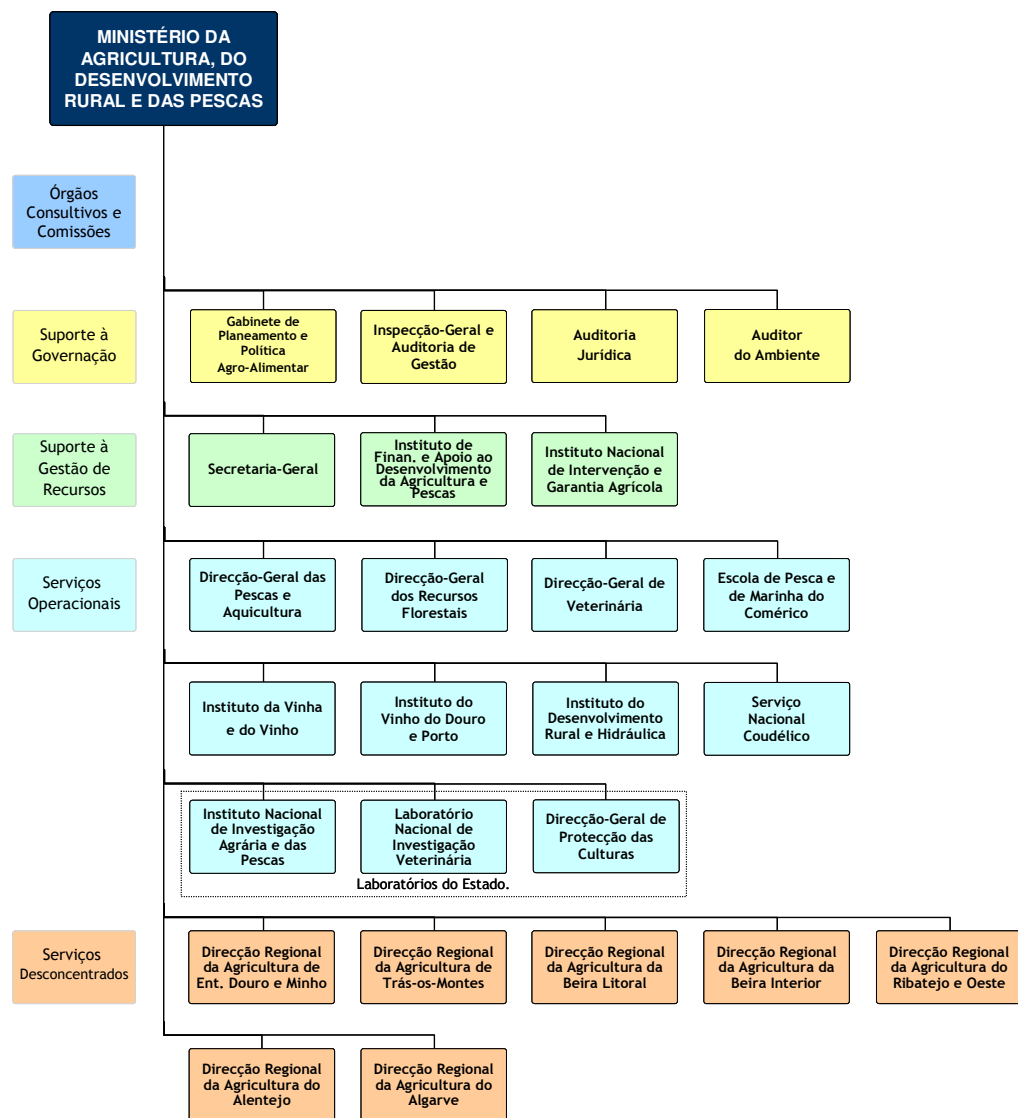 MINISTÉRIO DA
AGRICULTURA, DO
DESENVOLVIMENTO
RURAL E DAS PESCAS
Órgãos
Consultivos e
Comissões
Suporte à
Governação
Gabinete de
Planeamento e
Política
Agro-Alimentar
Inspecção-Geral e
Auditoria de
Gestão
Auditoria
Jurídica
Auditor
do Ambiente
Suporte à
Gestão de
Recursos
Secretaria-Geral
Instituto de
Finan. e Apoio ao
Desenvolvimento
da Agricultura e
Pescas
Instituto Nacional
de Intervenção e
Garantia Agrícola
Serviços
Operacionais
Direcção-Geral das
Pescas e
Aquicultura
Direcção-Geral
dos Recursos
Florestais
Direcção-Geral de
Veterinária
Escola de Pesca e
de Marinha do
Comérico
Instituto da Vinha
e do Vinho
Instituto do
Vinho do Douro
e Porto
Instituto do
Desenvolvimento
Rural e Hidráulica
Serviço
Nacional
Coudélico
Instituto Nacional
de Investigação
Agrária e das
Pescas
Laboratório
Nacional de
Investigação
Veterinária
Direcção-Geral de
Protecção das
Culturas
Laboratórios do Estado.
Serviços
Desconcentrados
Direcção Regional
da Agricultura de
Ent. Douro e Minho
Direcção Regional
da Agricultura de
Trás-os-Montes
Direcção Regional
da Agricultura da
Beira Litoral
Direcção Regional
da Agricultura da
Beira Interior
Direcção Regional
da Agricultura do
Ribatejo e Oeste
Direcção Regional
da Agricultura do
Alentejo
Direcção Regional
da Agricultura do
Algarve